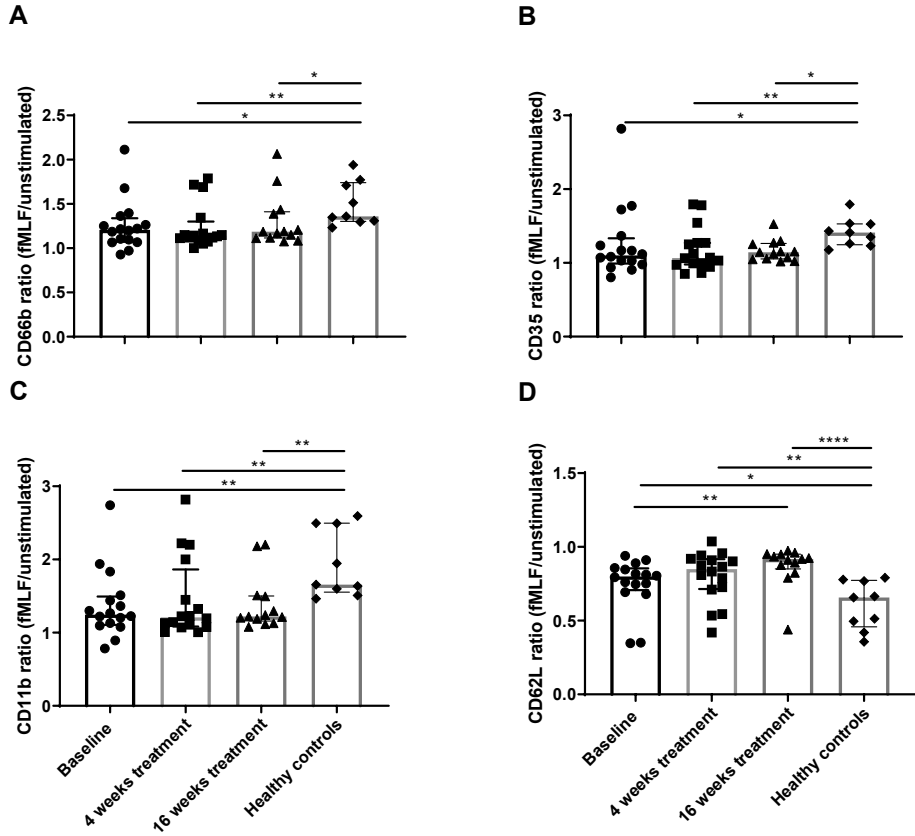 A
*
**
*
CD66b ratio (fMLF/unstimulated)
2.5
2.0
1.5
1.0
0.5
0.0
B
*
**
*
CD35 ratio (fMLF/unstimulated)
3
2
1
0
C
**
**
**
CD11b ratio (fMLF/unstimulated)
3
2
1
0
Baseline
4 weeks treatment
16 weeks treatment
Healthy controls
D
****
**
*
**
CD62L ratio (fMLF/unstimulated)
1.5
1.0
0.5
0.0
Baseline
4 weeks treatment
16 weeks treatment
Healthy controls